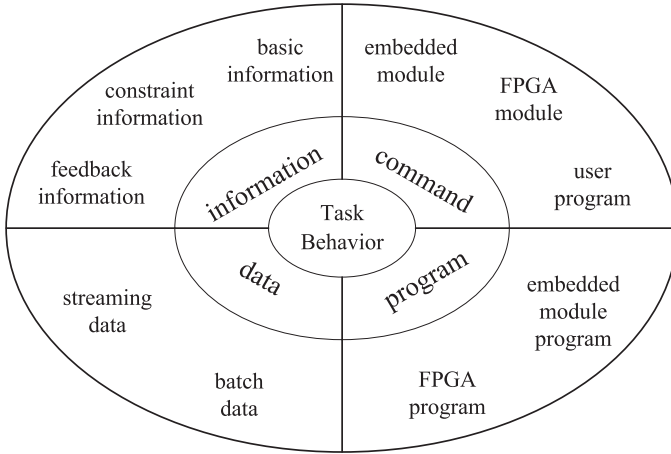 basic
information
constraint
information
feedback
information
embedded
module
FPGA
module
user
program
information
command
Task
Behavior
data
program
streaming
data
batch
data
embedded
module
program
FPGA
program